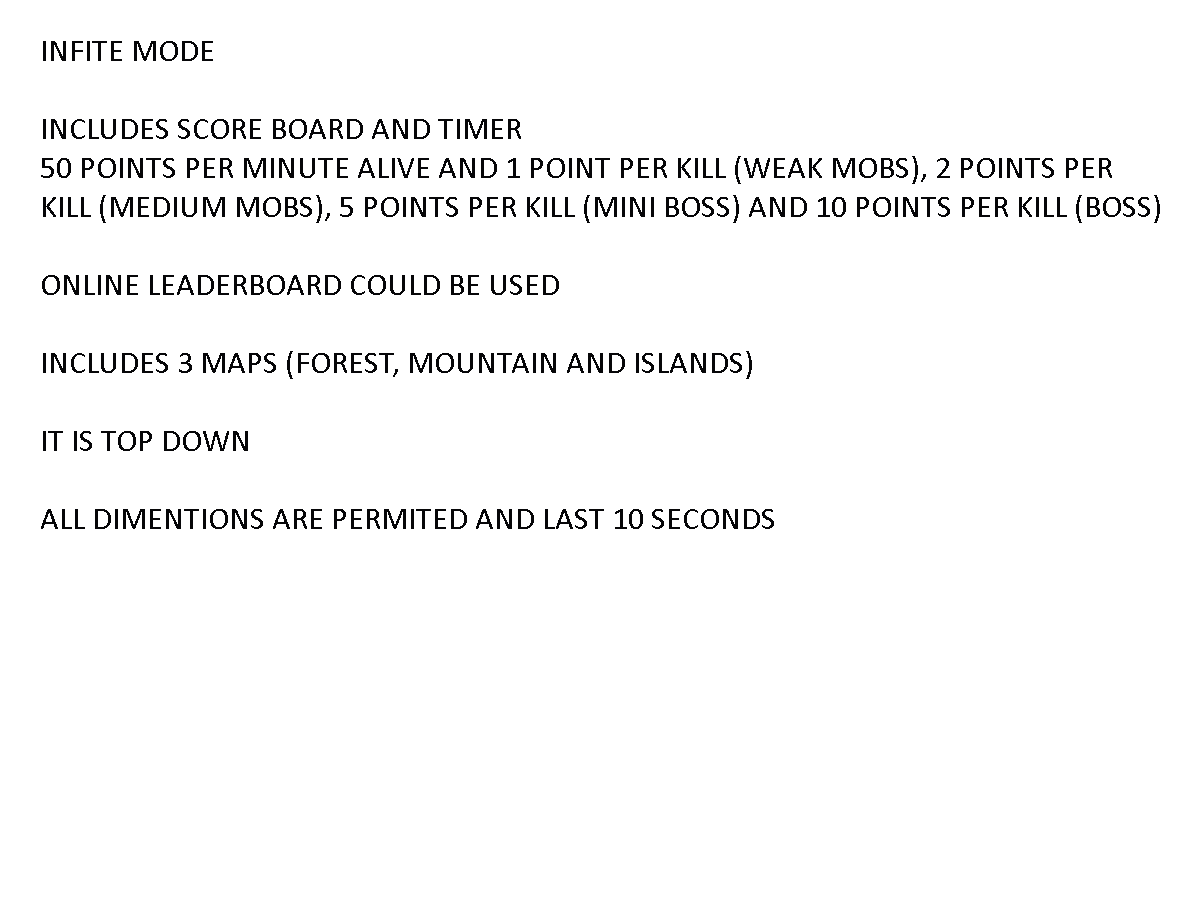 INFITE MODE
INCLUDES SCORE BOARD AND TIMER
50 POINTS PER MINUTE ALIVE AND 1 POINT PER KILL (WEAK MOBS), 2 POINTS PER
KILL (MEDIUM MOBS), 5 POINTS PER KILL (MINI BOSS) AND 10 POINTS PER KILL (BOSS)
ONLINE LEADERBOARD COULD BE USED
INCLUDES 3 MAPS (FOREST, MOUNTAIN AND ISLANDS)
IT IS TOP DOWN
ALL DIMENTIONS ARE PERMITED AND LAST 10 SECONDS